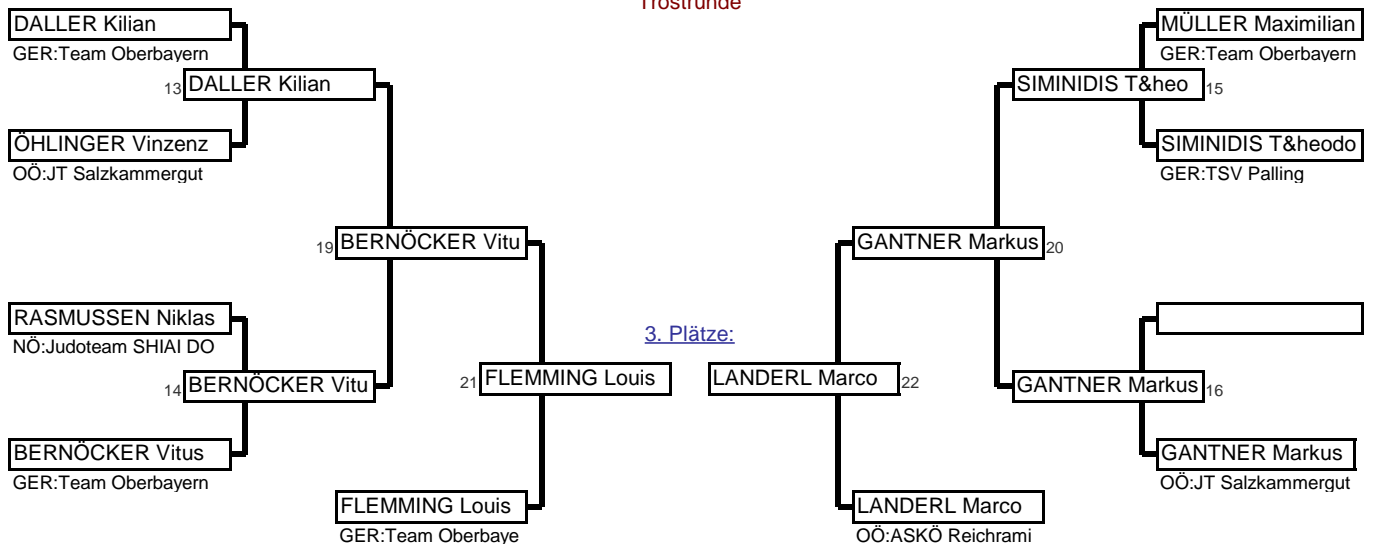 Trostrunde
DALLER Kilian
GER:Team Oberbayern
13 DALLER Kilian
ÖHLINGER Vinzenz
OÖ:JT Salzkammergut
19 BERNÖCKER Vitu
RASMUSSEN Niklas
NÖ:Judoteam SHIAI DO
14 BERNÖCKER Vitu
BERNÖCKER Vitus
GER:Team Oberbayern
21 FLEMMING Louis
FLEMMING Louis
GER:Team Oberbaye
3. Plätze:
MÜLLER Maximilian
GER:Team Oberbayern
SIMINIDIS T&heo 15
SIMINIDIS T&heodo
GER:TSV Palling
GANTNER Markus 20
LANDERL Marco 22
GANTNER Markus 16
GANTNER Markus
OÖ:JT Salzkammergut
LANDERL Marco
OÖ:ASKÖ Reichrami